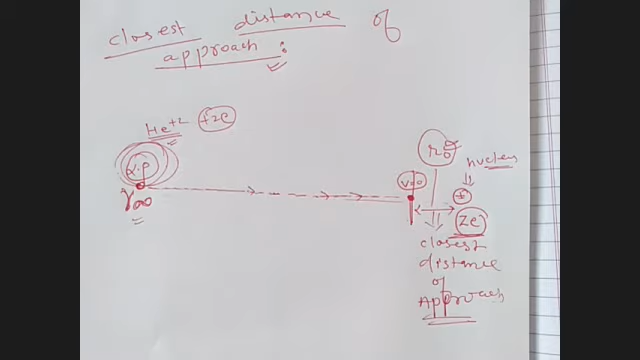 closest distance of
approach :
He+2 +2e
α.p
r∞
v=0
r0
nucleus
+
Ze
closest
distance
of
Approach